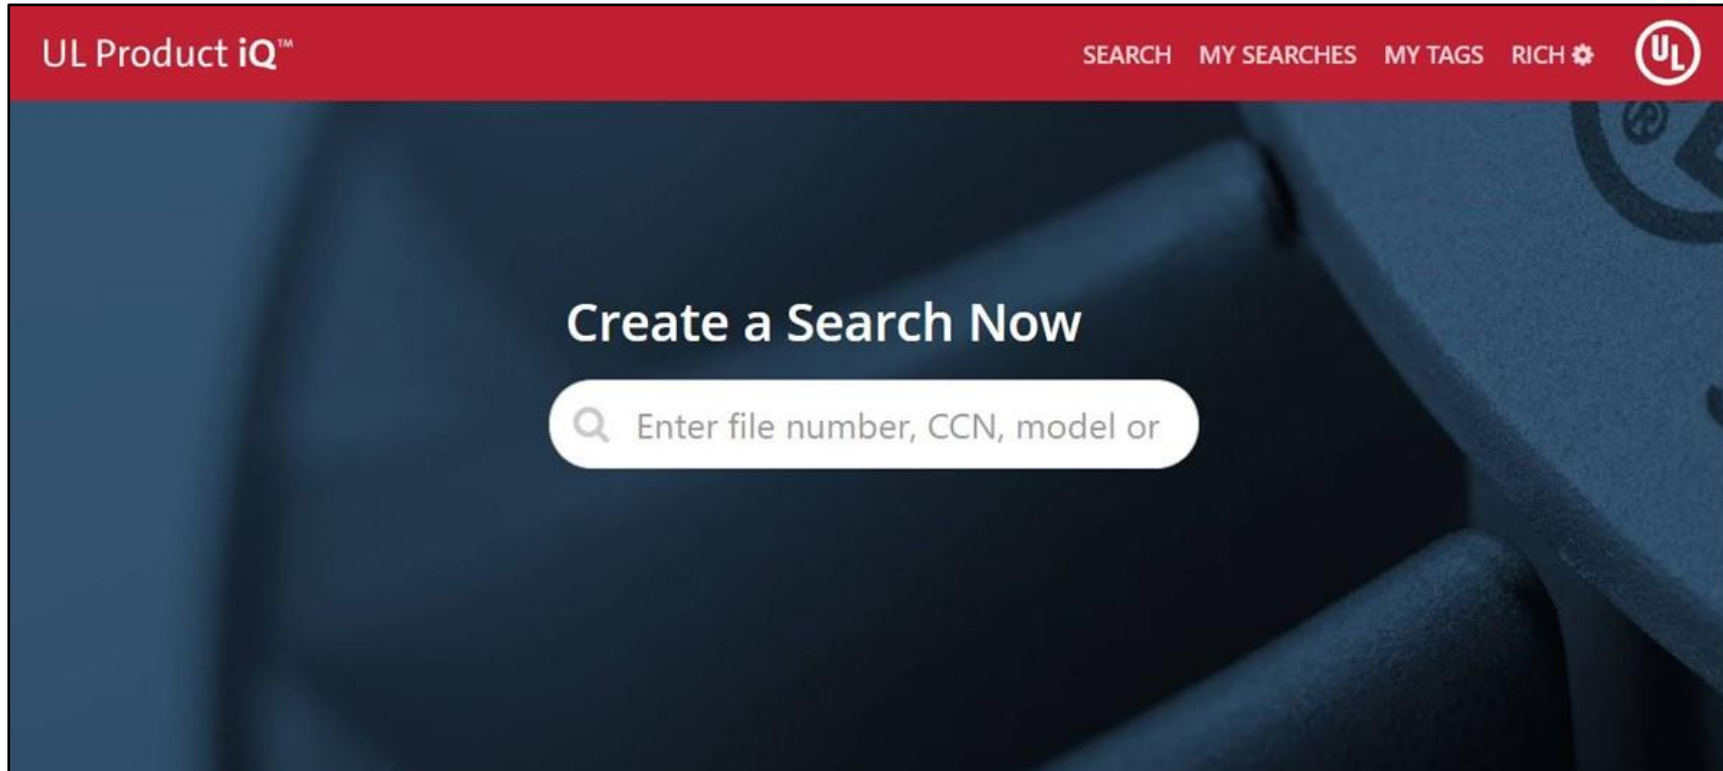 UL Product iQ™
SEARCH MY SEARCHES MY TAGS RICH
UL
Create a Search Now
Enter file number, CCN, model or
®